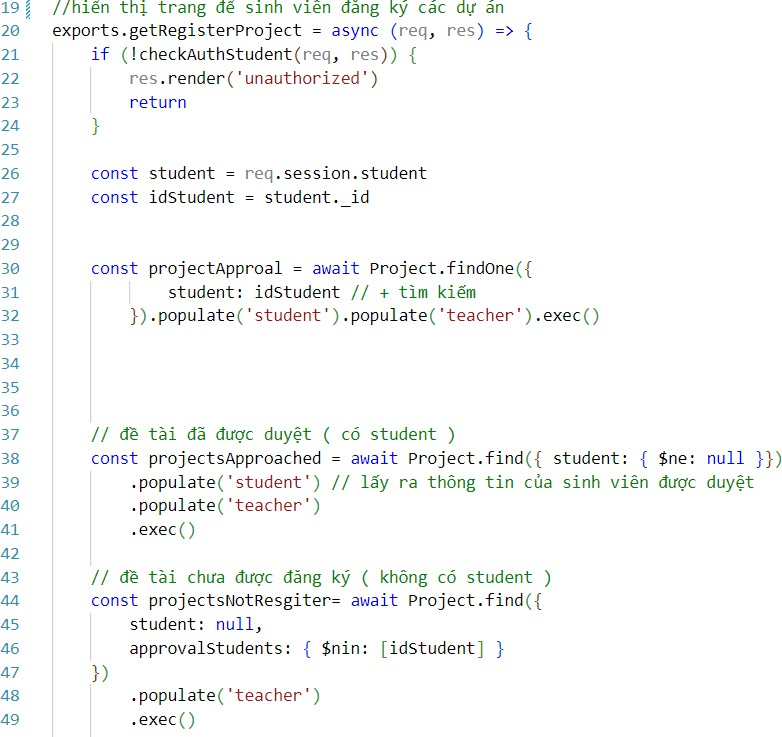 19 //hiển thị trang để sinh viên đăng ký các dự án
20 exports.getRegisterProject = async (req, res) => {
21 if (!checkAuthStudent(req, res)) {
22 res.render('unauthorized')
23 return
24 }
25
26 const student = req.session.student
27 const idStudent = student._id
28
29
30 const projectApproal = await Project.findOne({
31 student: idStudent // + tìm kiếm
32 }).populate('student').populate('teacher').exec()
33
34
35
36
37 // đề tài đã được duyệt ( có student )
38 const projectsApproached = await Project.find({ student: { $ne: null }})
39 .populate('student') // lấy ra thông tin của sinh viên được duyệt
40 .populate('teacher')
41 .exec()
42
43 // đề tài chưa được đăng ký ( không có student )
44 const projectsNotResgiter= await Project.find({
45 student: null,
46 approvalStudents: { $nin: [idStudent] }
47 })
48 .populate('teacher')
49 .exec()